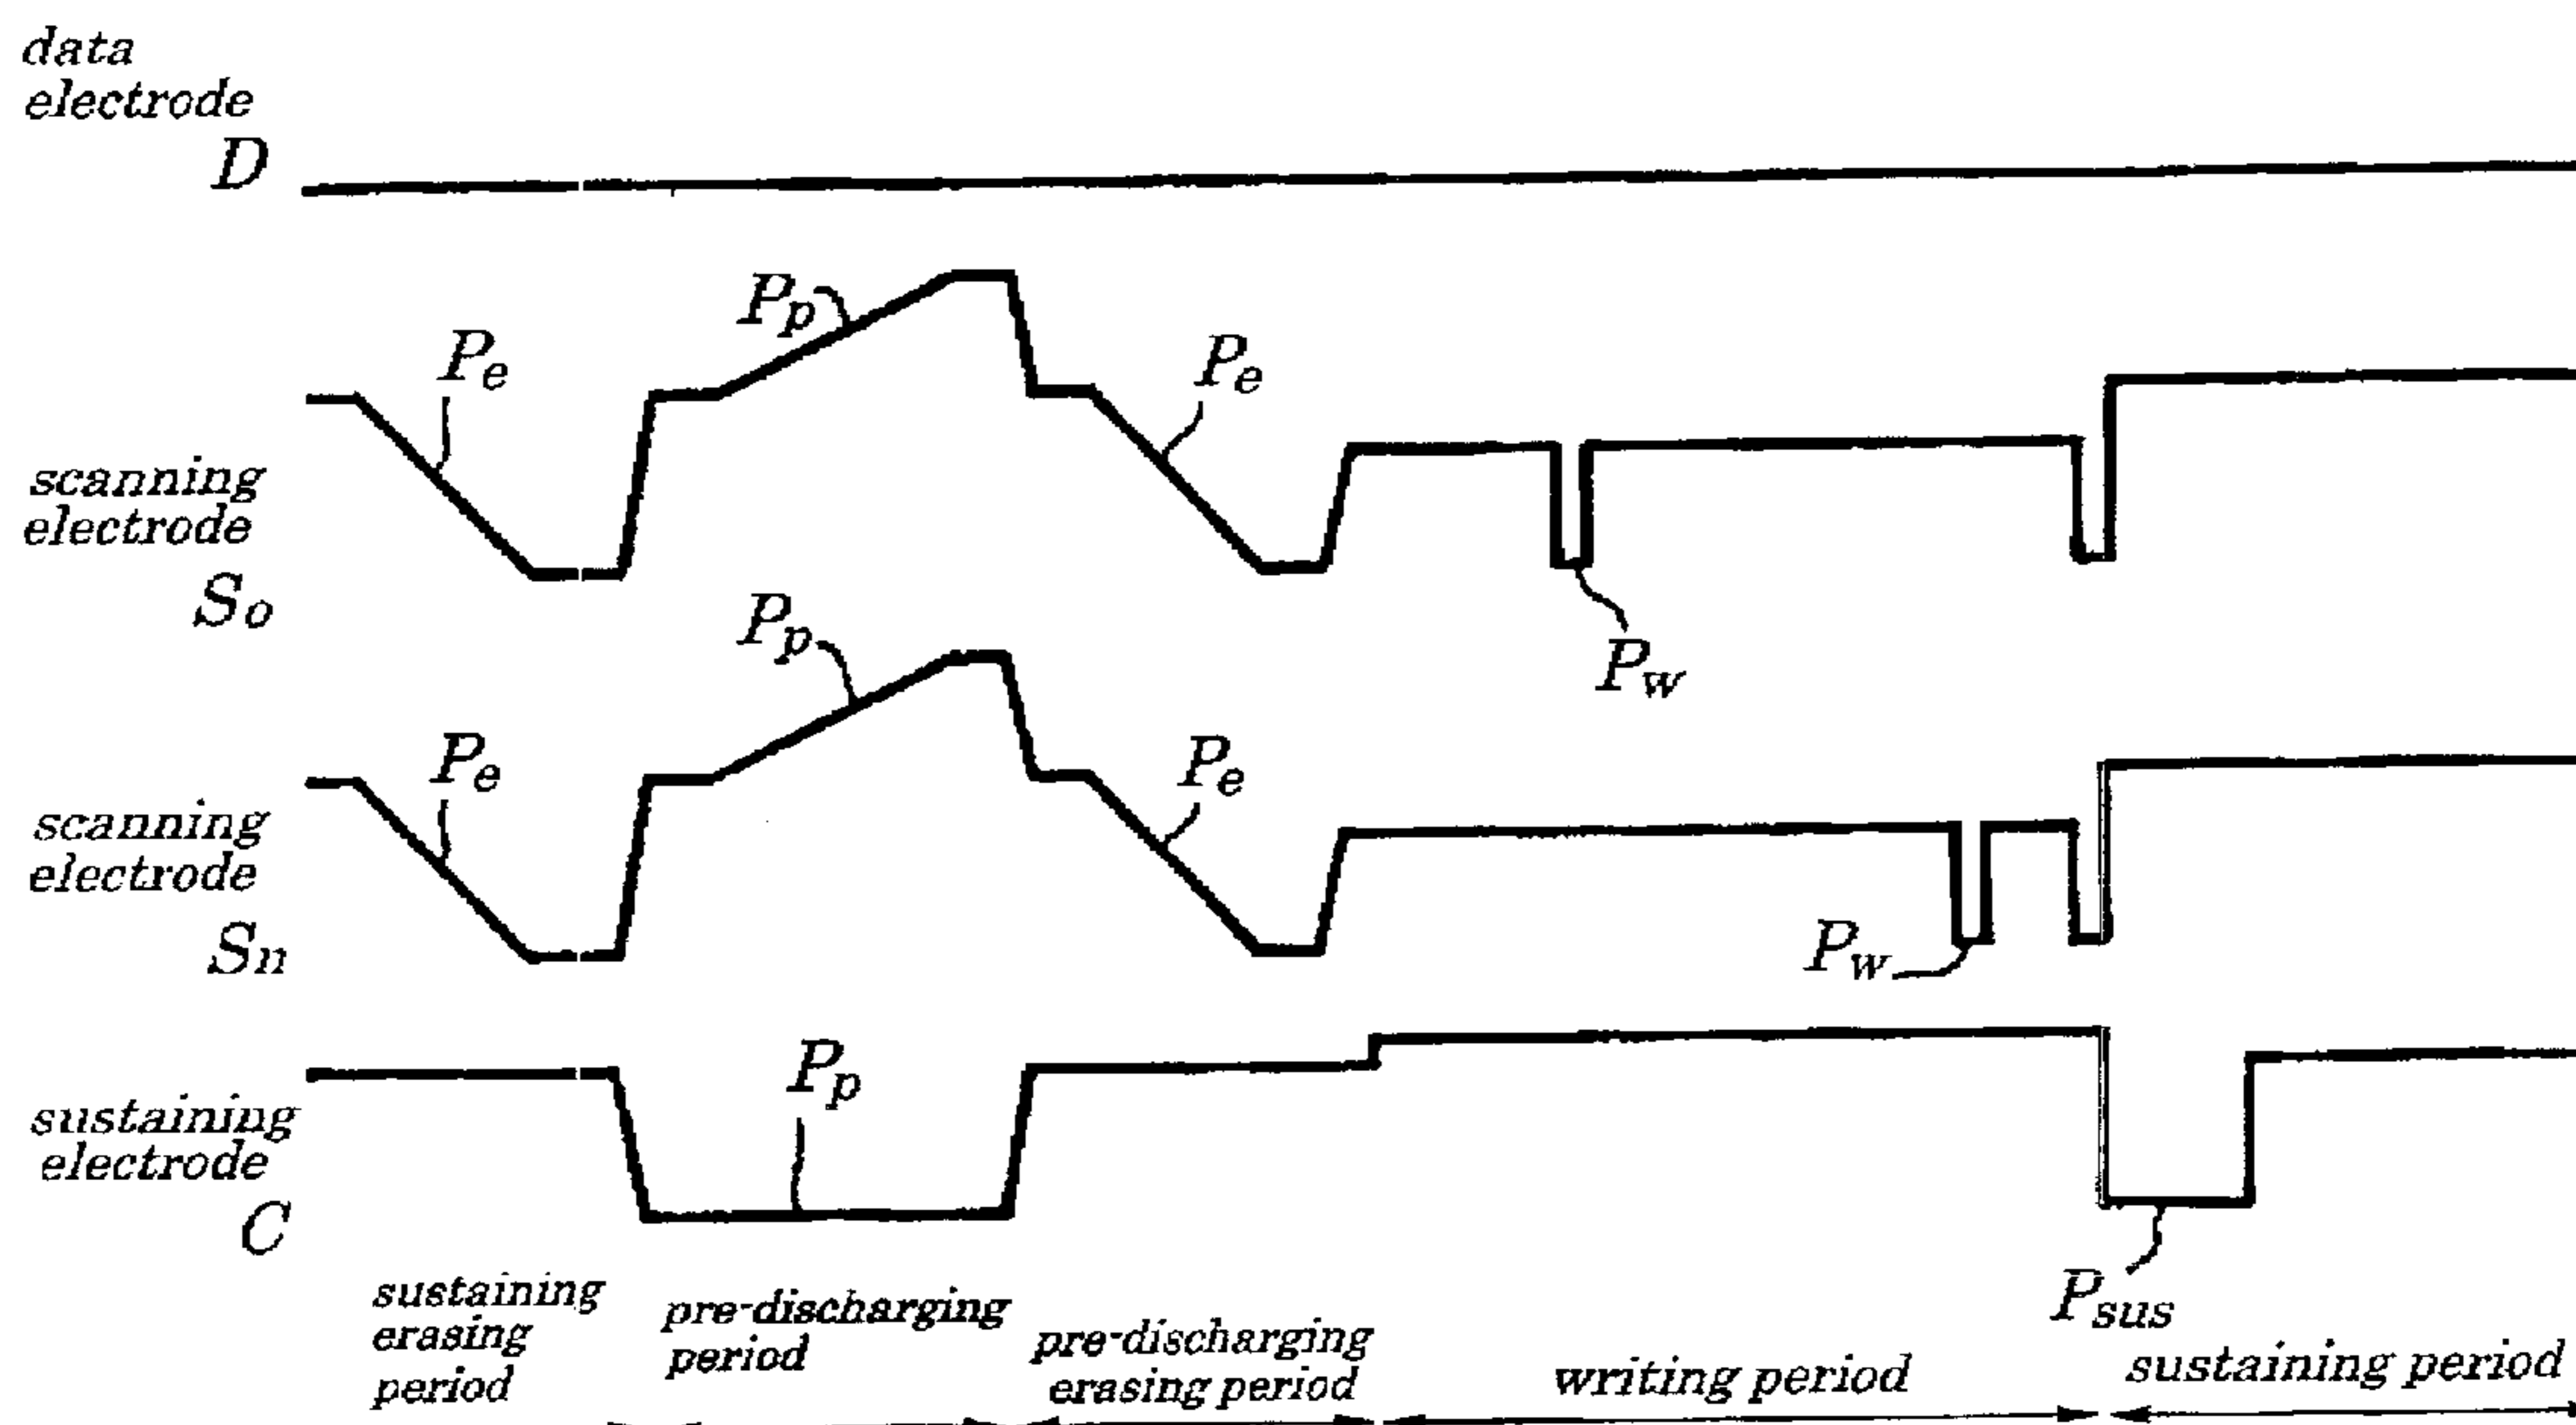 data
electrode
D
Pp
Pe
Pe
scanning
electrode
So
Pw
Pp
Pe
Pe
scanning
electrode
Sn
Pw
Pp
sustaining
electrode
C
Psus
sustaining
erasing
period
pre-discharging
period
pre-discharging
erasing period
writing period
sustaining period